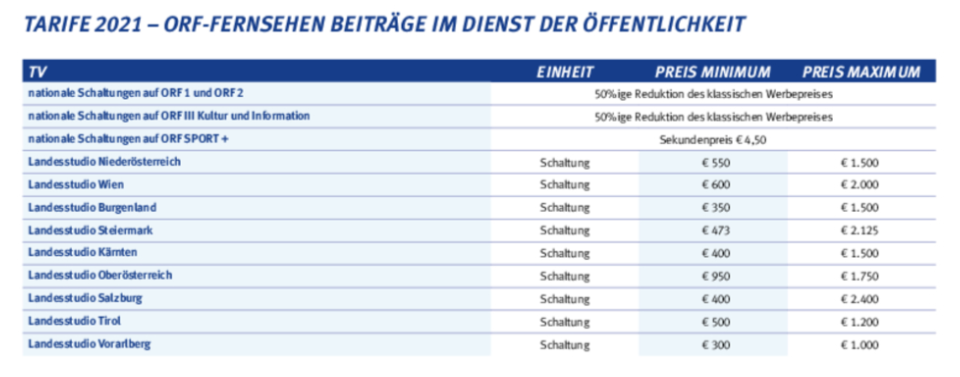 TARIFE 2021 – ORF-FERNSEHEN BEITRÄGE IM DIENST DER ÖFFENTLICHKEIT
TV EINHEIT PREIS MINIMUM PREIS MAXIMUM
nationale Schaltungen auf ORF 1 und ORF 2 50%ige Reduktion des klassischen Werbepreises
nationale Schaltungen auf ORF III Kultur und Information 50%ige Reduktion des klassischen Werbepreises
nationale Schaltungen auf ORF SPORT + Sekundenpreis € 4,50
Landesstudio Niederösterreich Schaltung € 550 € 1.500
Landesstudio Wien Schaltung € 600 € 2.000
Landesstudio Burgenland Schaltung € 350 € 1.500
Landesstudio Steiermark Schaltung € 473 € 2.125
Landesstudio Kärnten Schaltung € 400 € 1.500
Landesstudio Oberösterreich Schaltung € 950 € 1.750
Landesstudio Salzburg Schaltung € 400 € 2.400
Landesstudio Tirol Schaltung € 500 € 1.200
Landesstudio Vorarlberg Schaltung € 300 € 1.000